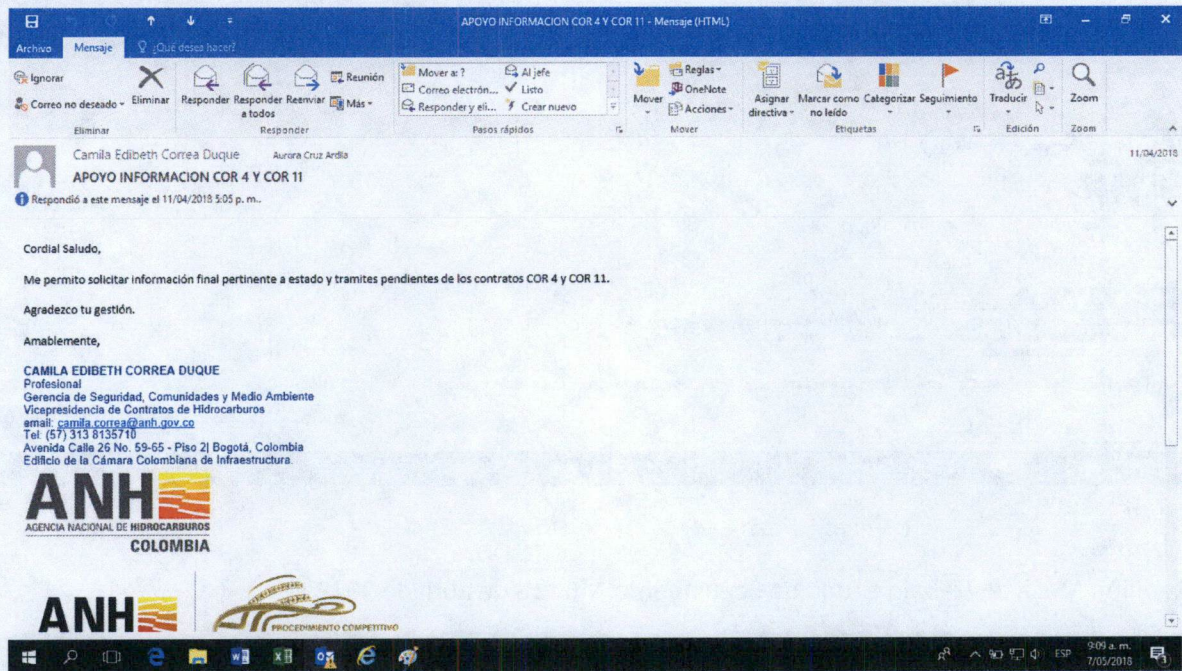 APOYO INFORMACION COR 4 Y COR 11 - Mensaje (HTML)
Archivo Mensaje ¿Qué desea hacer?
Ignorar
Correo no deseado
Eliminar
Eliminar
Responder
Responder a todos
Reenviar
Reunión
Más
Responder
Mover a: ?
Correo electrón...
Responder y eli...
Al jefe
Listo
Crear nuevo
Pasos rápidos
Mover
Reglas
OneNote
Acciones
Mover
Asignar directiva
Marcar como no leído
Categorizar
Seguimiento
Etiquetas
Traducir
Edición
Zoom
Zoom
Camila Edibeth Correa Duque Aurora Cruz Ardila
11/04/2018
APOYO INFORMACION COR 4 Y COR 11
Respondió a este mensaje el 11/04/2018 5:05 p. m..
Cordial Saludo,
Me permito solicitar información final pertinente a estado y tramites pendientes de los contratos COR 4 y COR 11.
Agradezco tu gestión.
Amablemente,
CAMILA EDIBETH CORREA DUQUE
Profesional
Gerencia de Seguridad, Comunidades y Medio Ambiente
Vicepresidencia de Contratos de Hidrocarburos
email: camila.correa@anh.gov.co
Tel: (57) 313 8135710
Avenida Calle 26 No. 59-65 - Piso 2| Bogotá, Colombia
Edificio de la Cámara Colombiana de Infraestructura.
ANH
AGENCIA NACIONAL DE HIDROCARBUROS
COLOMBIA
ANH
PROCEDIMIENTO COMPETITIVO
ESP
9:09 a. m.
7/05/2018